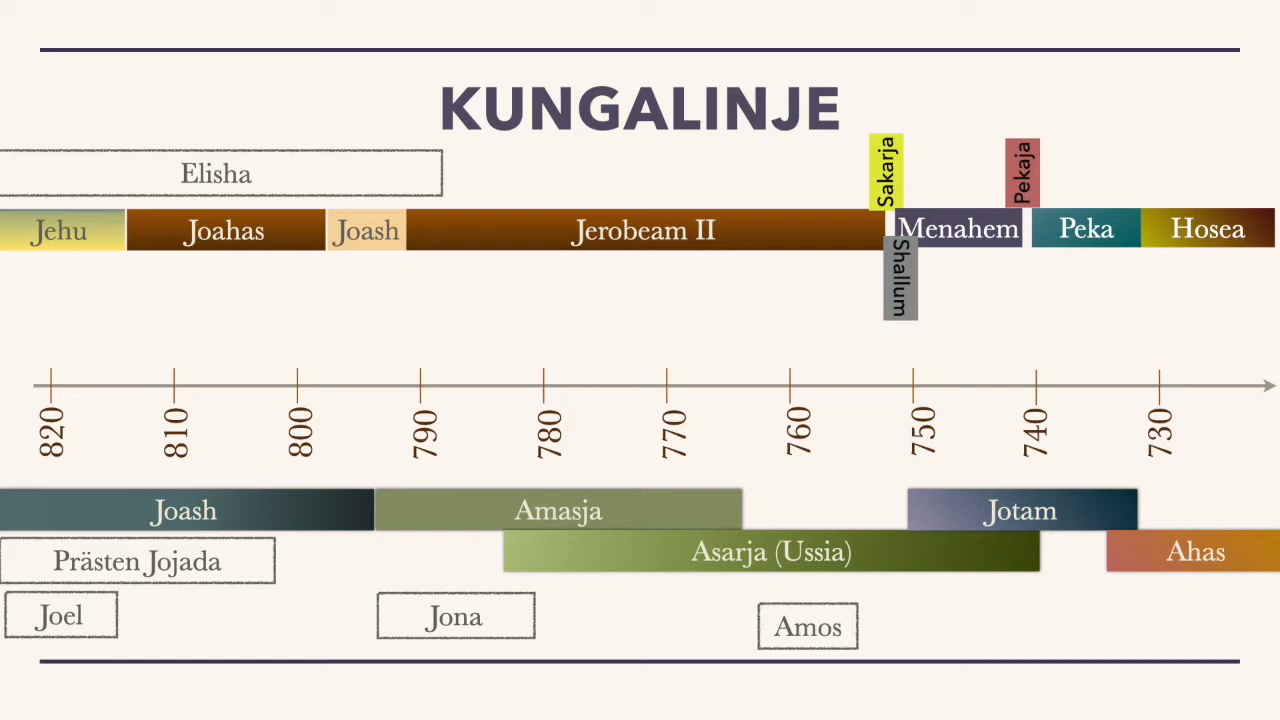 KUNGALINJE
Sakarja
Pekaja
Elisha
Jehu
Joahas
Joash
Jerobeam II
Menahem
Peka
Hosea
Shallum
820
810
800
790
780
770
760
750
740
730
Joash
Amasja
Jotam
Asarja (Ussia)
Ahas
Prästen Jojada
Joel
Jona
Amos